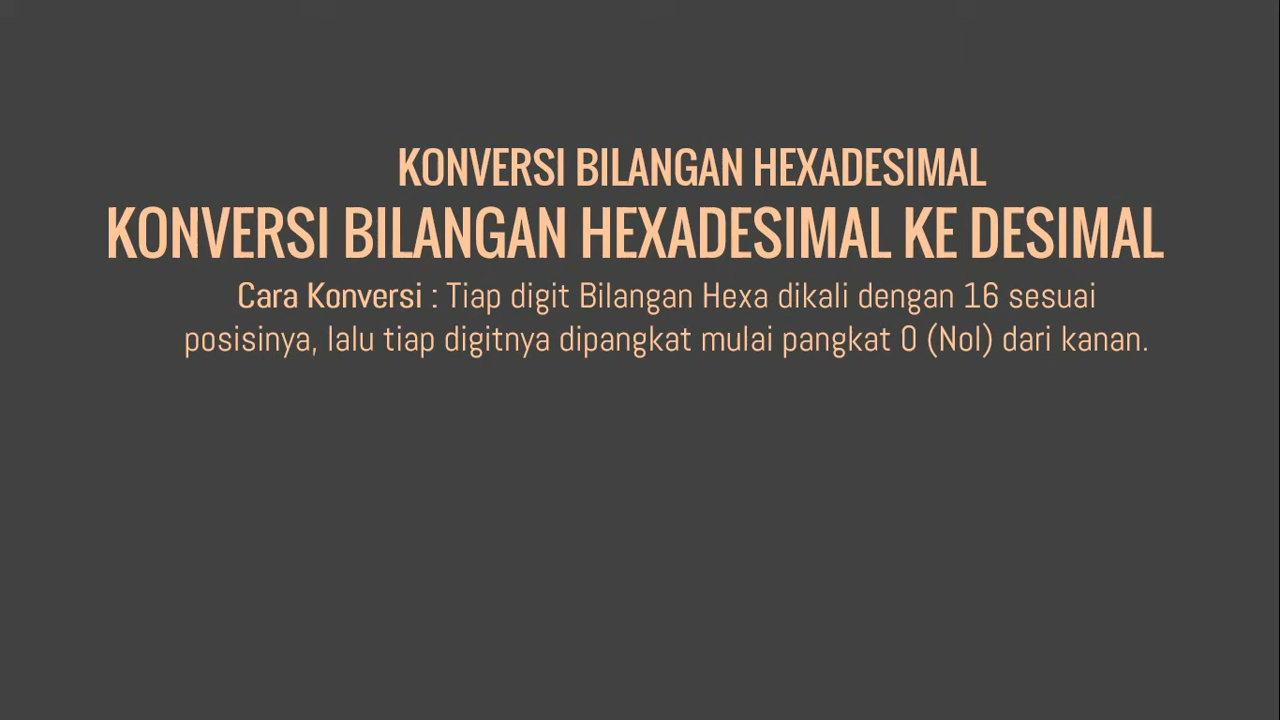 KONVERSI BILANGAN HEXADESIMAL
KONVERSI BILANGAN HEXADESIMAL KE DESIMAL
Cara Konversi : Tiap digit Bilangan Hexa dikali dengan 16 sesuai
posisinya, lalu tiap digitnya dipangkat mulai pangkat 0 (Nol) dari kanan.